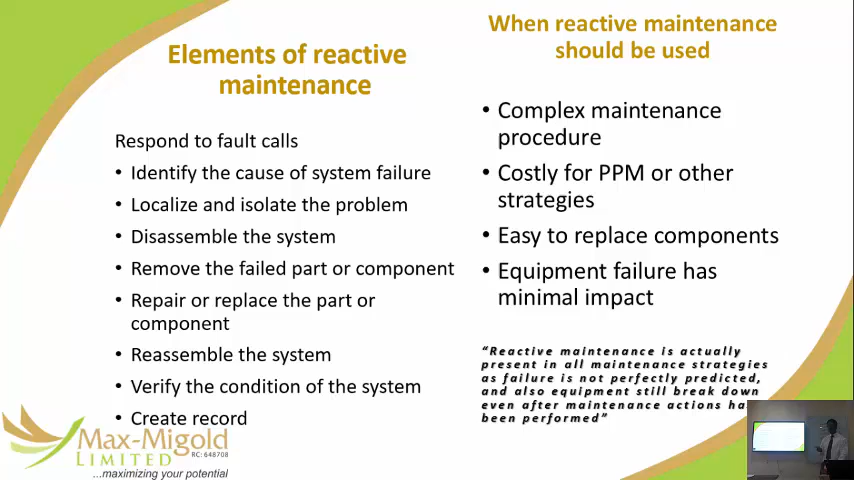 Elements of reactive
maintenance
Respond to fault calls
• Identify the cause of system failure
• Localize and isolate the problem
• Disassemble the system
• Remove the failed part or component
• Repair or replace the part or
component
• Reassemble the system
• Verify the condition of the system
• Create record
When reactive maintenance
should be used
• Complex maintenance
procedure
• Costly for PPM or other
strategies
• Easy to replace components
• Equipment failure has
minimal impact
“Reactive maintenance is actually
present in all maintenance strategies
as failure is not perfectly predicted,
and also equipment still break down
even after maintenance actions
been performed”
Max-Migold
LIMITED
RC: 648708
...maximizing your potential